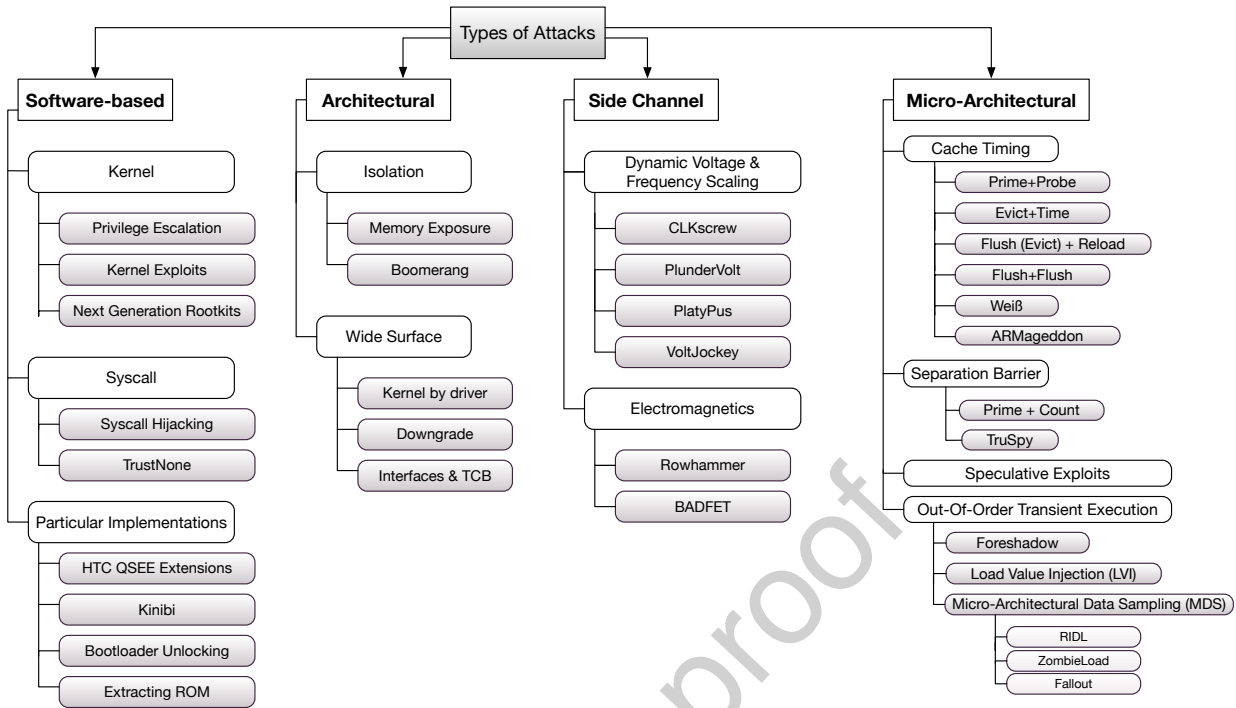 Types of Attacks
Software-based
Kernel
Privilege Escalation
Kernel Exploits
Next Generation Rootkits
Syscall
Syscall Hijacking
TrustNone
Particular Implementations
HTC QSEE Extensions
Kinibi
Bootloader Unlocking
Extracting ROM
Architectural
Isolation
Memory Exposure
Boomerang
Wide Surface
Kernel by driver
Downgrade
Interfaces & TCB
Side Channel
Dynamic Voltage &
Frequency Scaling
CLKscrew
PlunderVolt
PlatyPus
VoltJockey
Electromagnetics
Rowhammer
BADFET
Micro-Architectural
Cache Timing
Prime+Probe
Evict+Time
Flush (Evict) + Reload
Flush+Flush
Weiß
ARMageddon
Separation Barrier
Prime + Count
TruSpy
Speculative Exploits
Out-Of-Order Transient Execution
Foreshadow
Load Value Injection (LVI)
Micro-Architectural Data Sampling (MDS)
RIDL
ZombieLoad
Fallout
proof